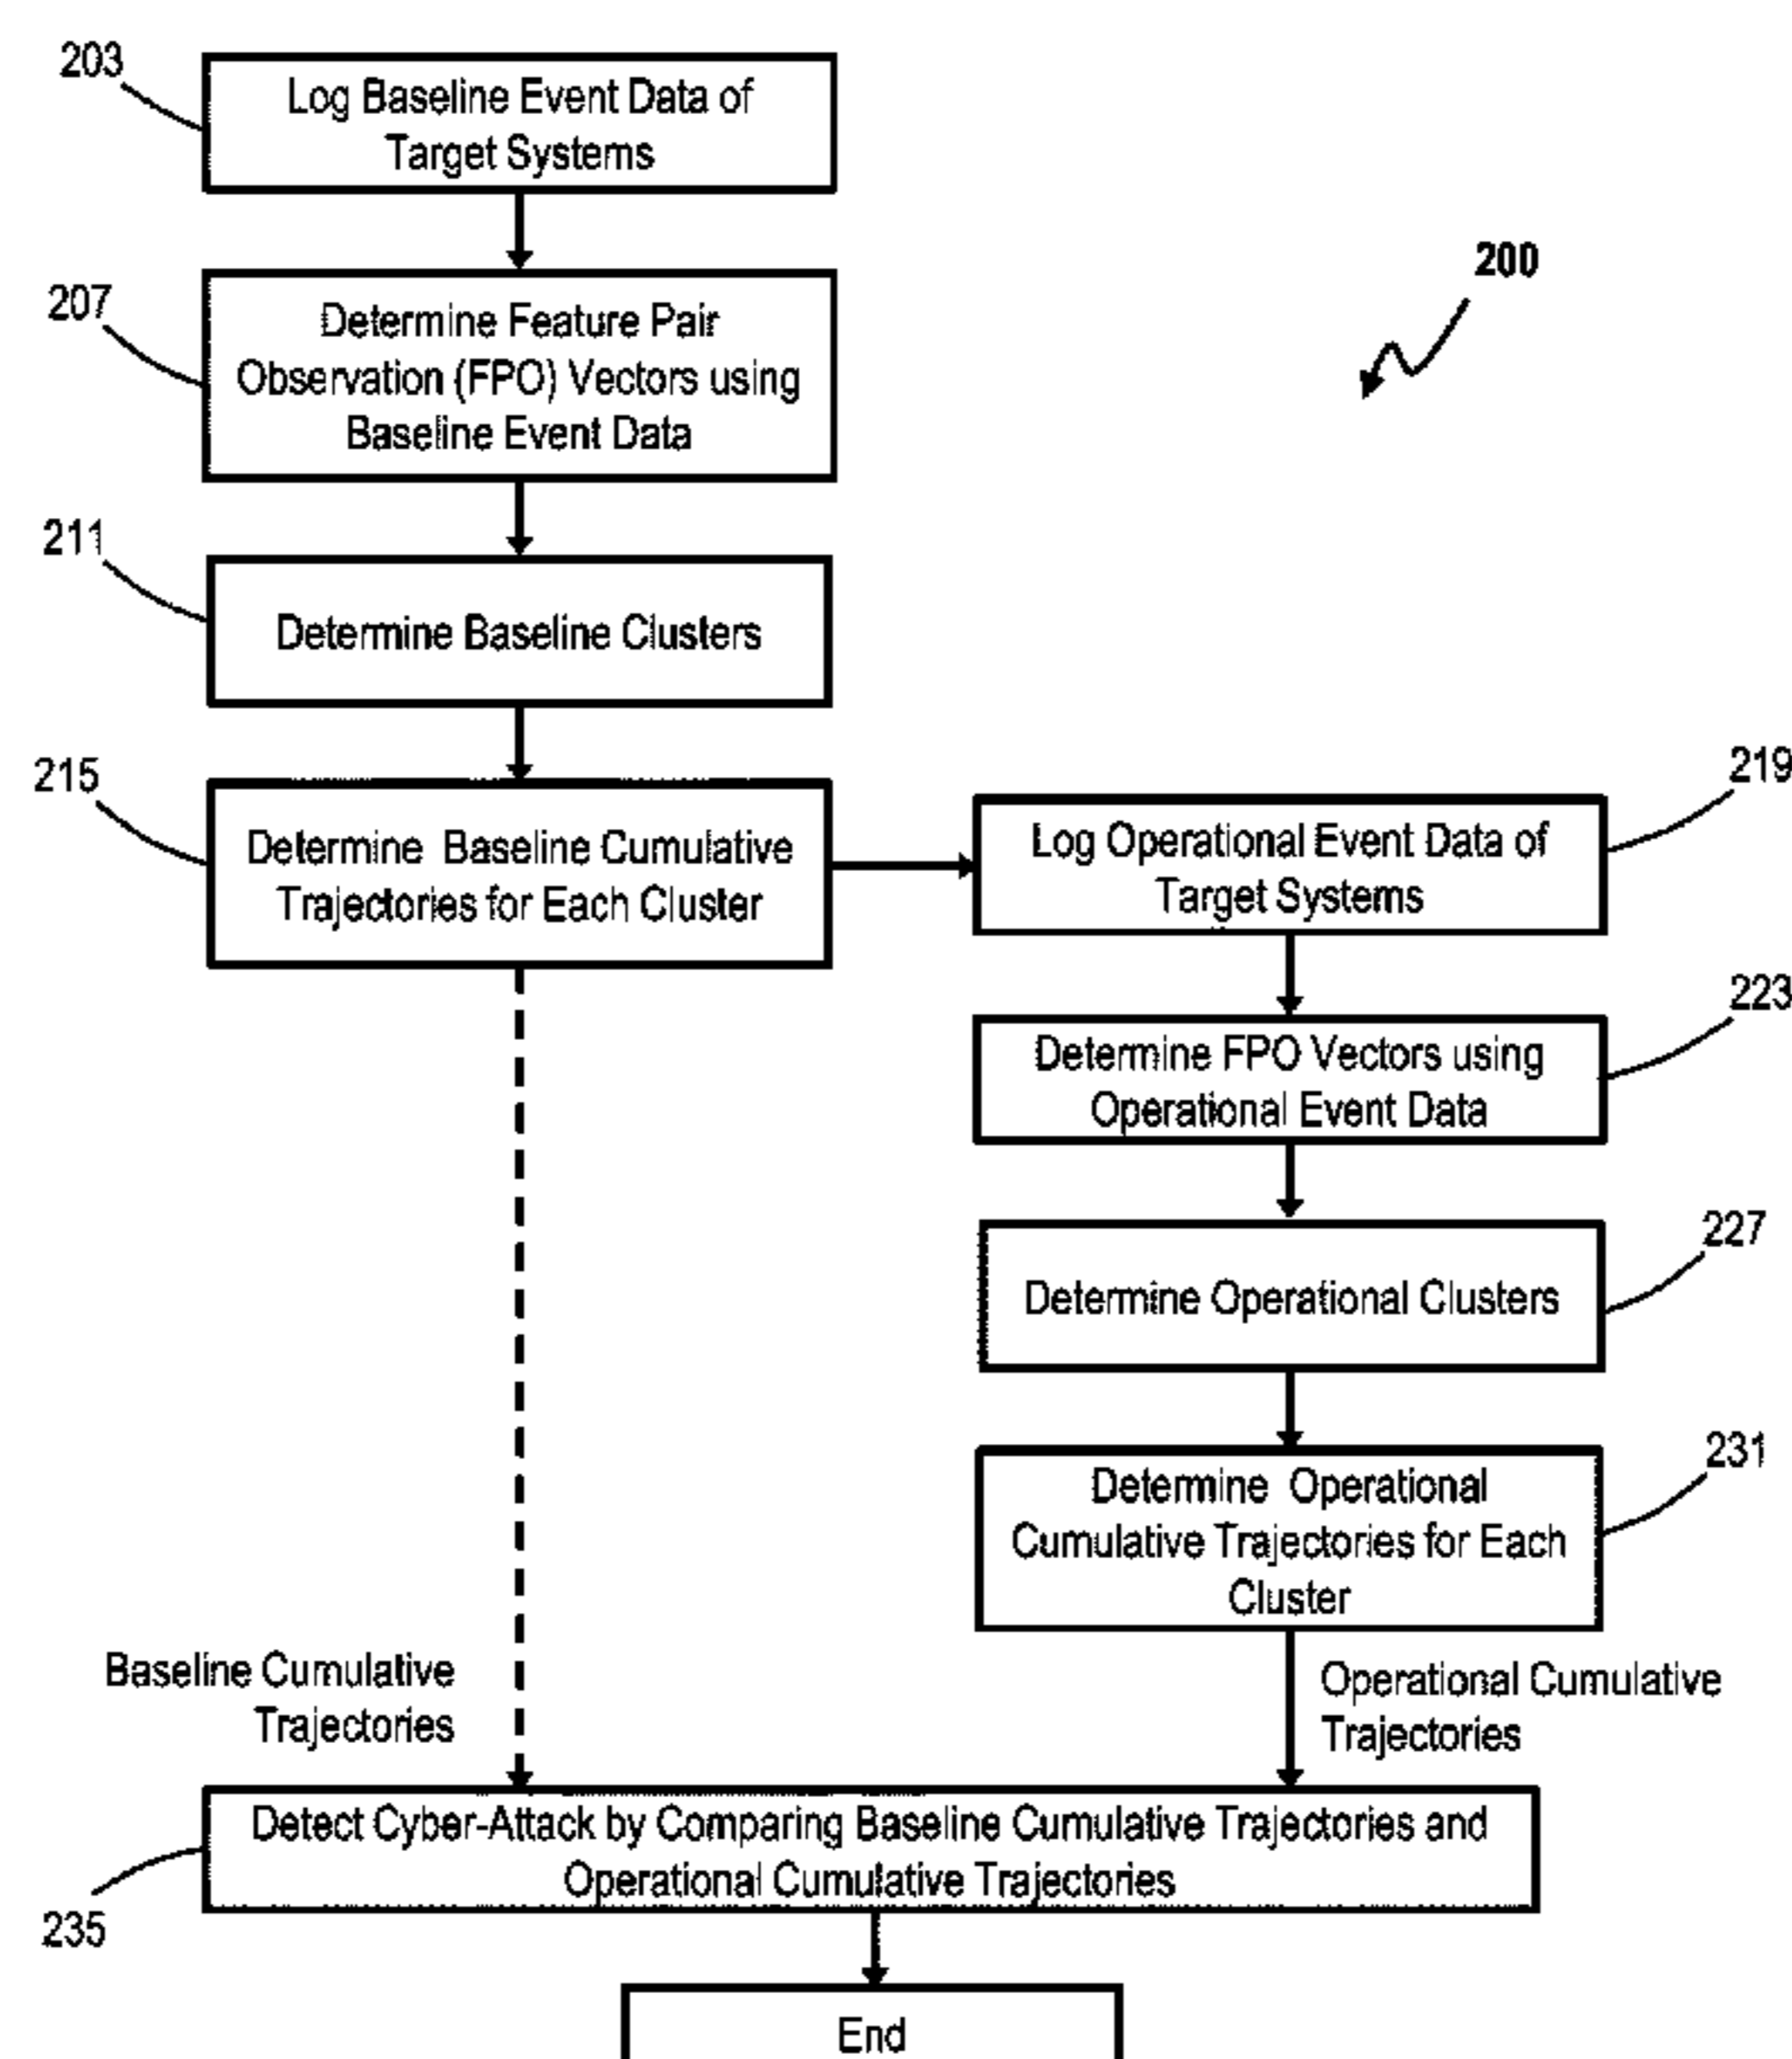 203
Log Baseline Event Data of
Target Systems
200
207
Determine Feature Pair
Observation (FPO) Vectors using
Baseline Event Data
211
Determine Baseline Clusters
215
Determine Baseline Cumulative
Trajectories for Each Cluster
219
Log Operational Event Data of
Target Systems
223
Determine FPO Vectors using
Operational Event Data
227
Determine Operational Clusters
231
Determine Operational
Cumulative Trajectories for Each
Cluster
Baseline Cumulative
Trajectories
Operational Cumulative
Trajectories
Detect Cyber-Attack by Comparing Baseline Cumulative Trajectories and
Operational Cumulative Trajectories
235
End